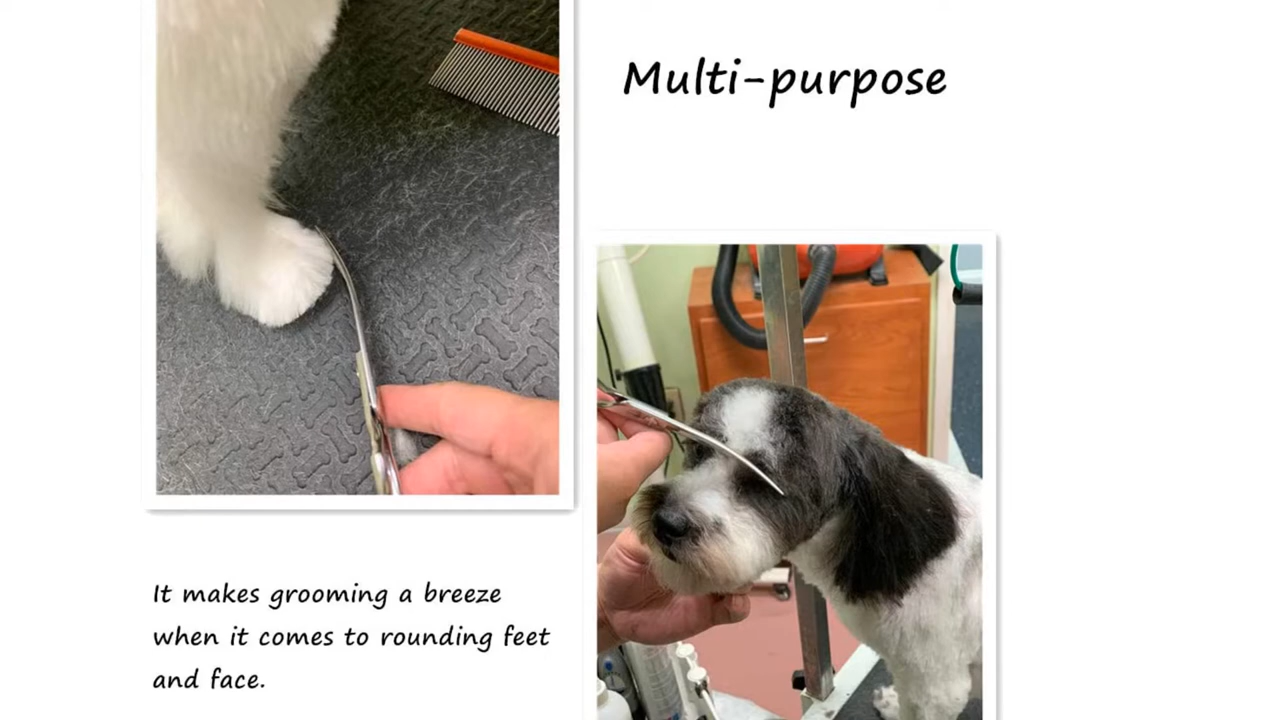 Multi-purpose
It makes grooming a breeze
when it comes to rounding feet
and face.